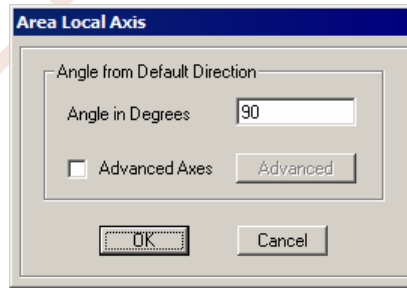 Area Local Axis
Angle from Default Direction
Angle in Degrees 90
Advanced Axes Advanced
OK Cancel